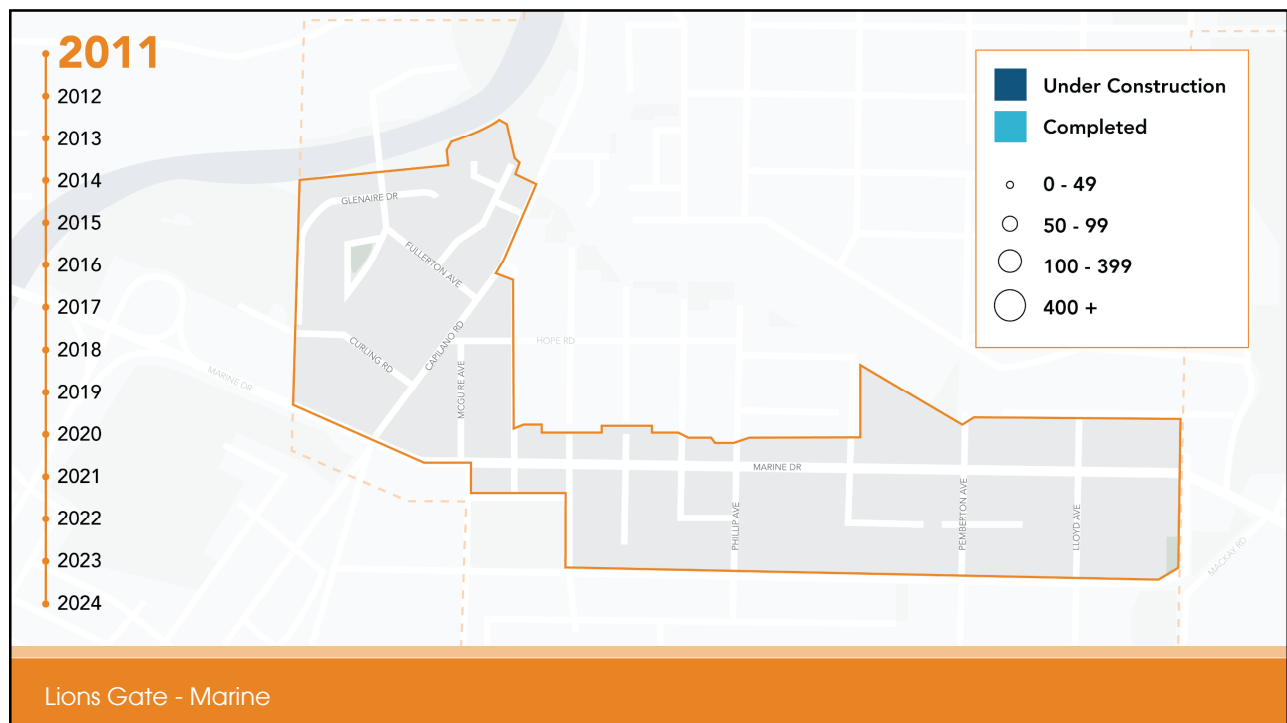 2011
2012
2013
2014
2015
2016
2017
2018
2019
2020
2021
2022
2023
2024
Under Construction
Completed
0 - 49
50 - 99
100 - 399
400 +
GLENAIRE DR
FULLERTON AVE
CAPILANO RD
CURLING RD
MARINE DR
MCGUIRE AVE
HOPE RD
MARINE DR
PHILLIP AVE
PEMBERTON AVE
LLOYD AVE
MACKAY RD
Lions Gate - Marine